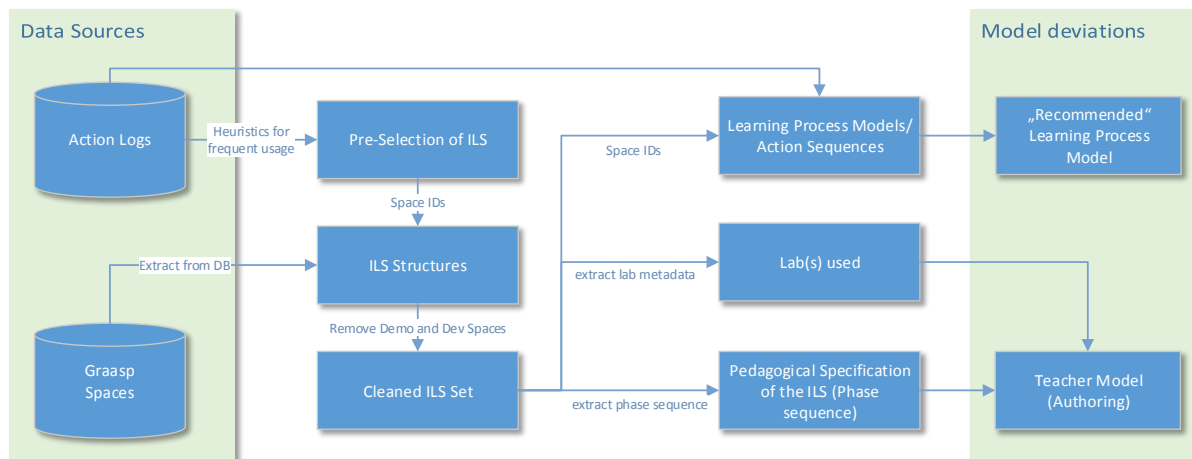 Data Sources
Model deviations
Action Logs
Heuristics for
frequent usage
Pre-Selection of ILS
Space IDs
Learning Process Models/
Action Sequences
„Recommended“
Learning Process
Model
Space IDs
Extract from DB
ILS Structures
extract lab metadata
Lab(s) used
Remove Demo and Dev Spaces
Graasp
Spaces
Cleaned ILS Set
extract phase sequence
Pedagogical Specification
of the ILS (Phase
sequence)
Teacher Model
(Authoring)